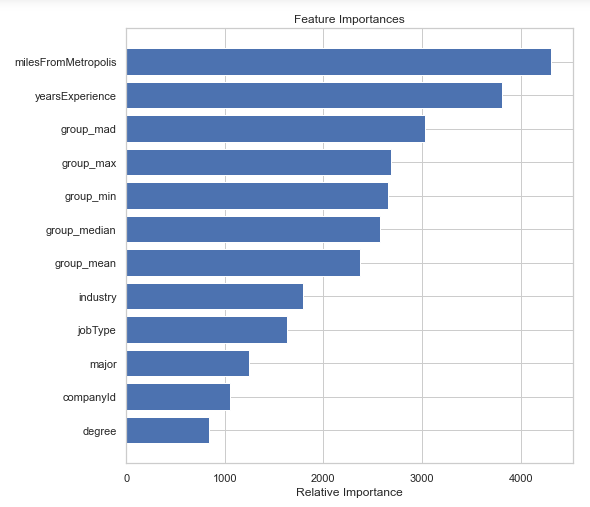 Feature Importances
milesFromMetropolis
yearsExperience
group_mad
group_max
group_min
group_median
group_mean
industry
jobType
major
companyId
degree
0 1000 2000 3000 4000
Relative Importance